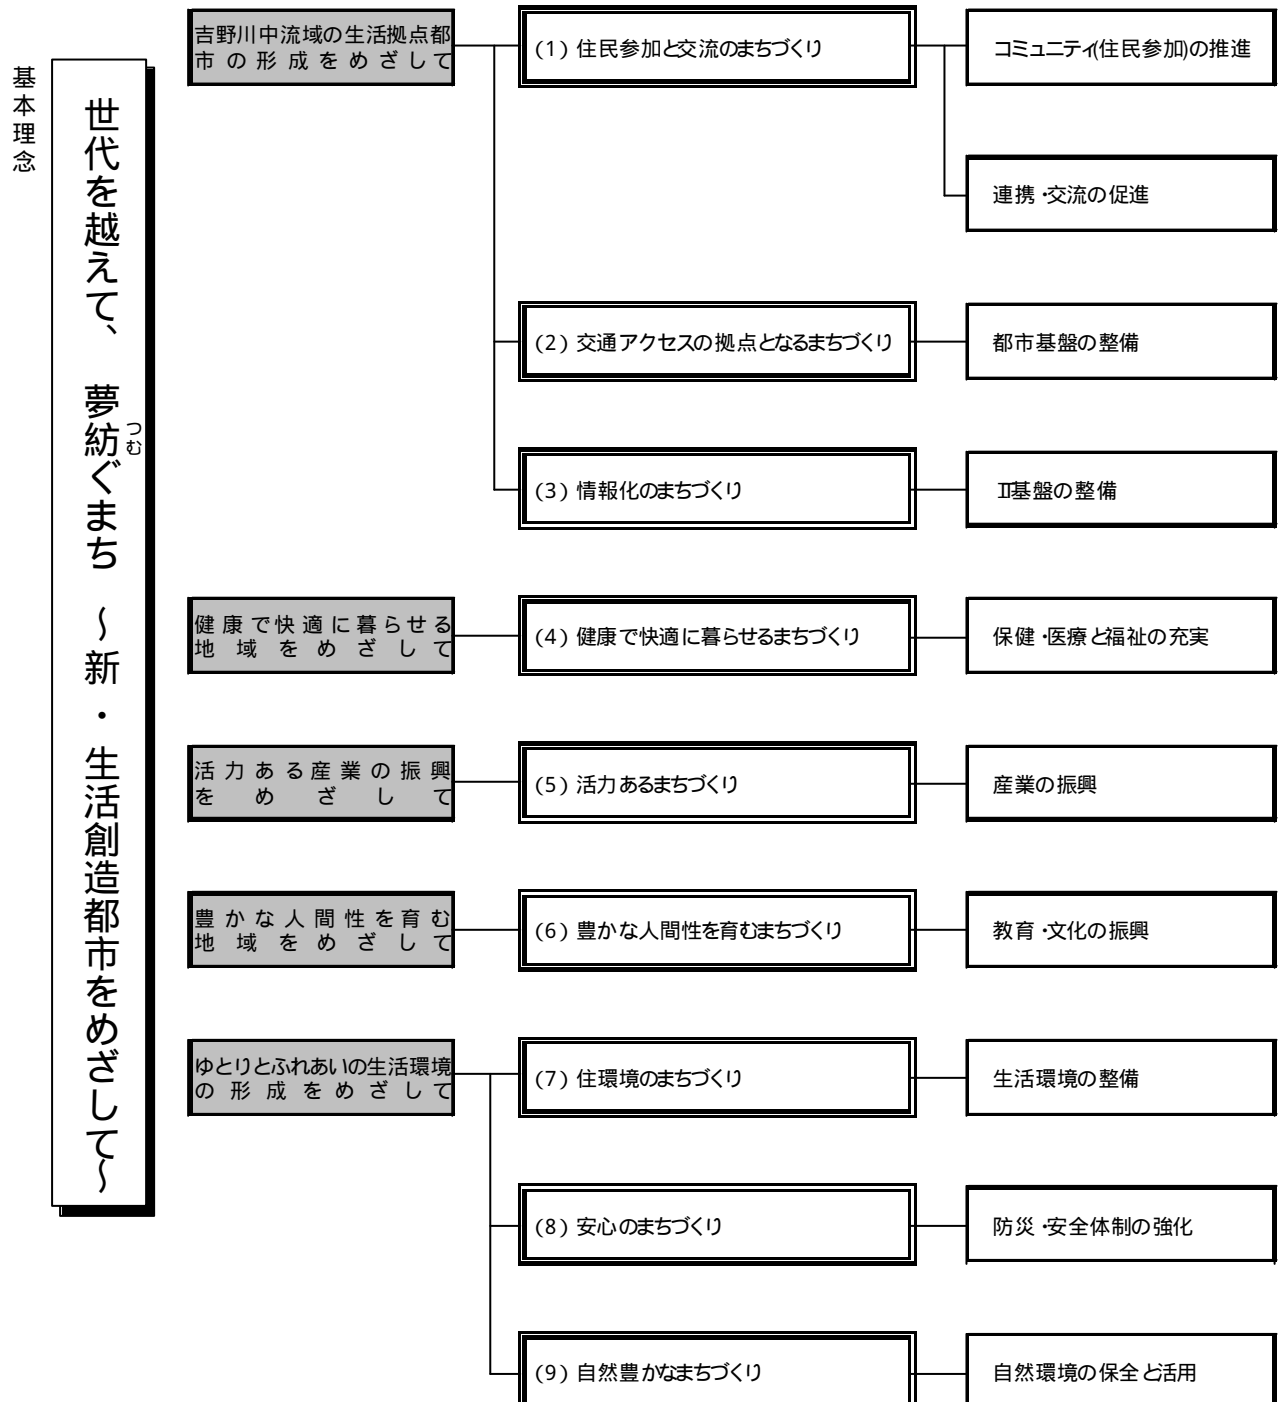 基本理念
世代を越えて、　夢紡ぐまち　～新・生活創造都市をめざして～
つむ
吉野川中流域の生活拠点都
市の形成をめざして
(1) 住民参加と交流のまちづくり
コミュニティ(住民参加)の推進
連携・交流の促進
(2) 交通アクセスの拠点となるまちづくり
都市基盤の整備
(3) 情報化のまちづくり
IT基盤の整備
健康で快適に暮らせる
地域をめざして
(4) 健康で快適に暮らせるまちづくり
保健・医療と福祉の充実
活力ある産業の振興
をめざして
(5) 活力あるまちづくり
産業の振興
豊かな人間性を育む
地域をめざして
(6) 豊かな人間性を育むまちづくり
教育・文化の振興
ゆとりとふれあいの生活環境
の形成をめざして
(7) 住環境のまちづくり
生活環境の整備
(8) 安心のまちづくり
防災・安全体制の強化
(9) 自然豊かなまちづくり
自然環境の保全と活用